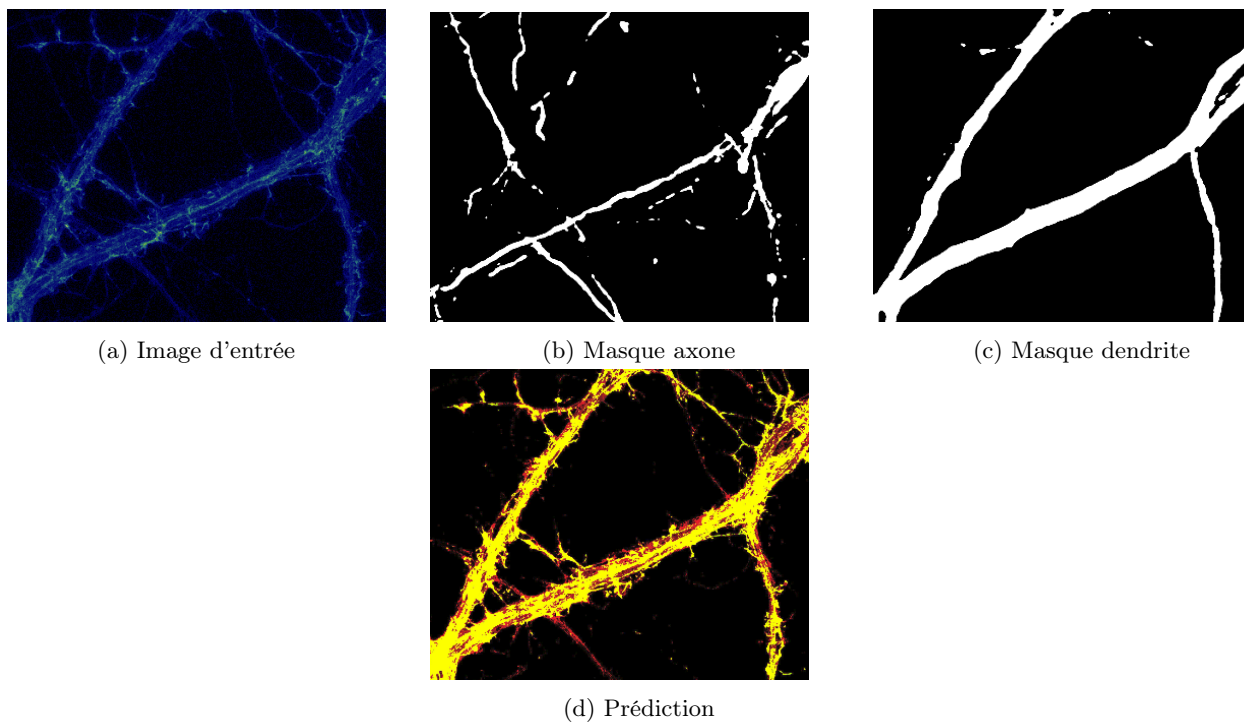 (a) Image d'entrée
(b) Masque axone
(c) Masque dendrite
(d) Prédiction